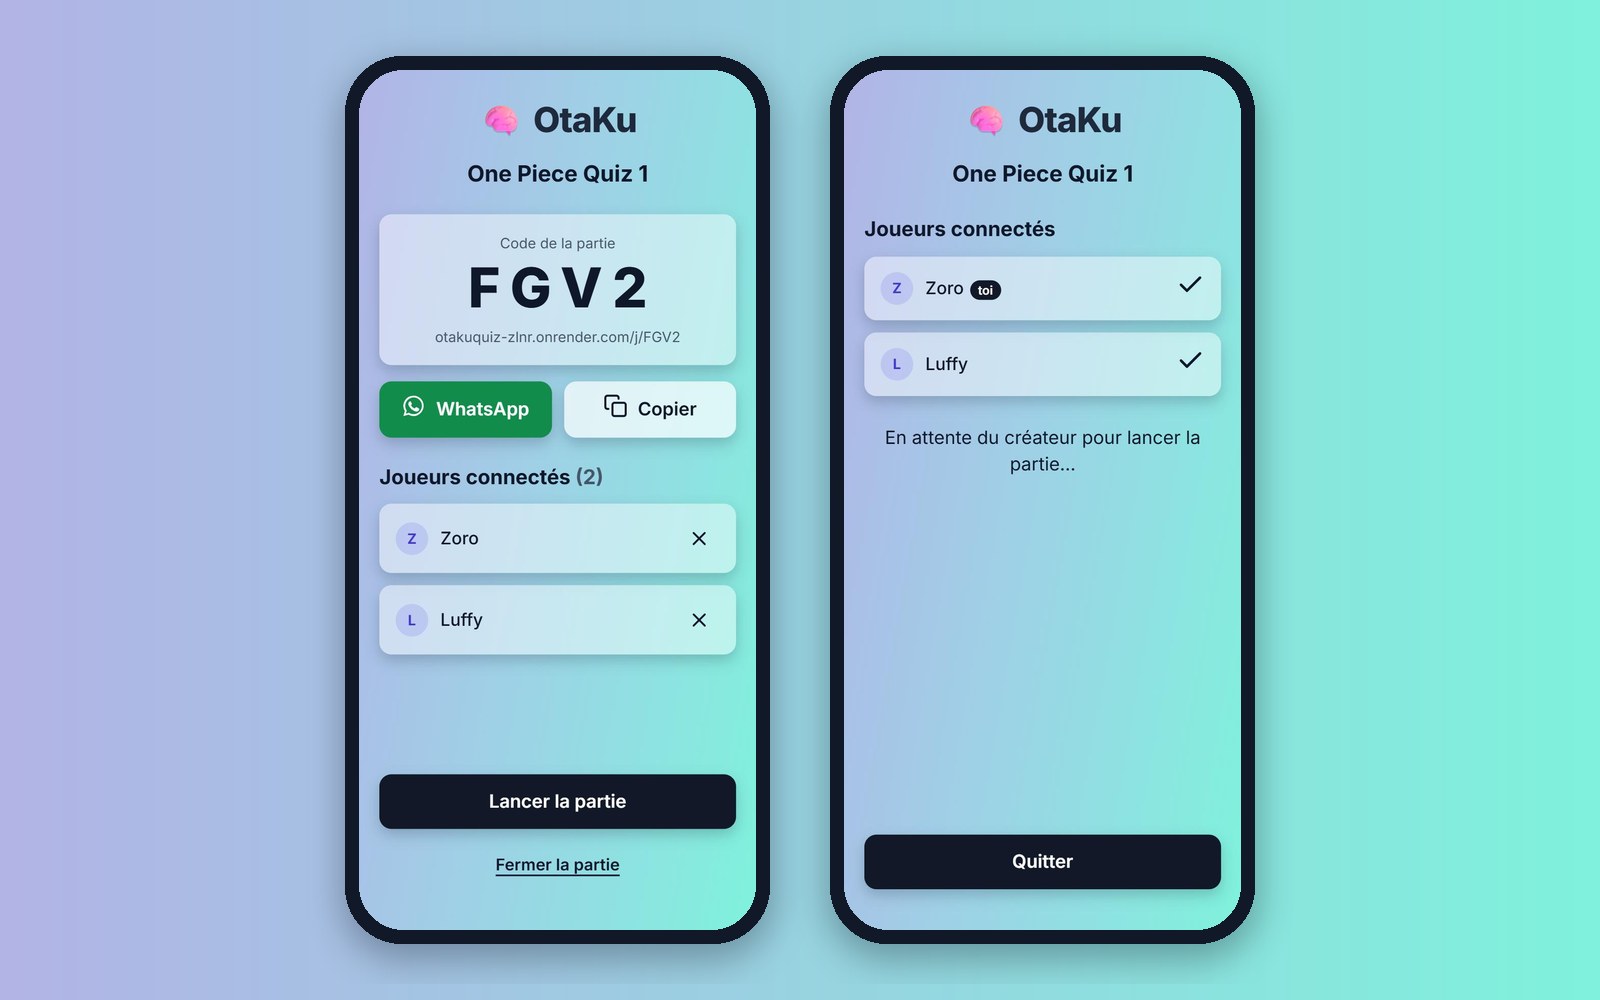 OtaKu
One Piece Quiz 1
Code de la partie
FGV2
otakuquiz-zlnr.onrender.com/j/FGV2
WhatsApp
Copier
Joueurs connectés (2)
Z Zoro
L Luffy
Lancer la partie
Fermer la partie
OtaKu
One Piece Quiz 1
Joueurs connectés
Z Zoro toi
L Luffy
En attente du créateur pour lancer la
partie...
Quitter